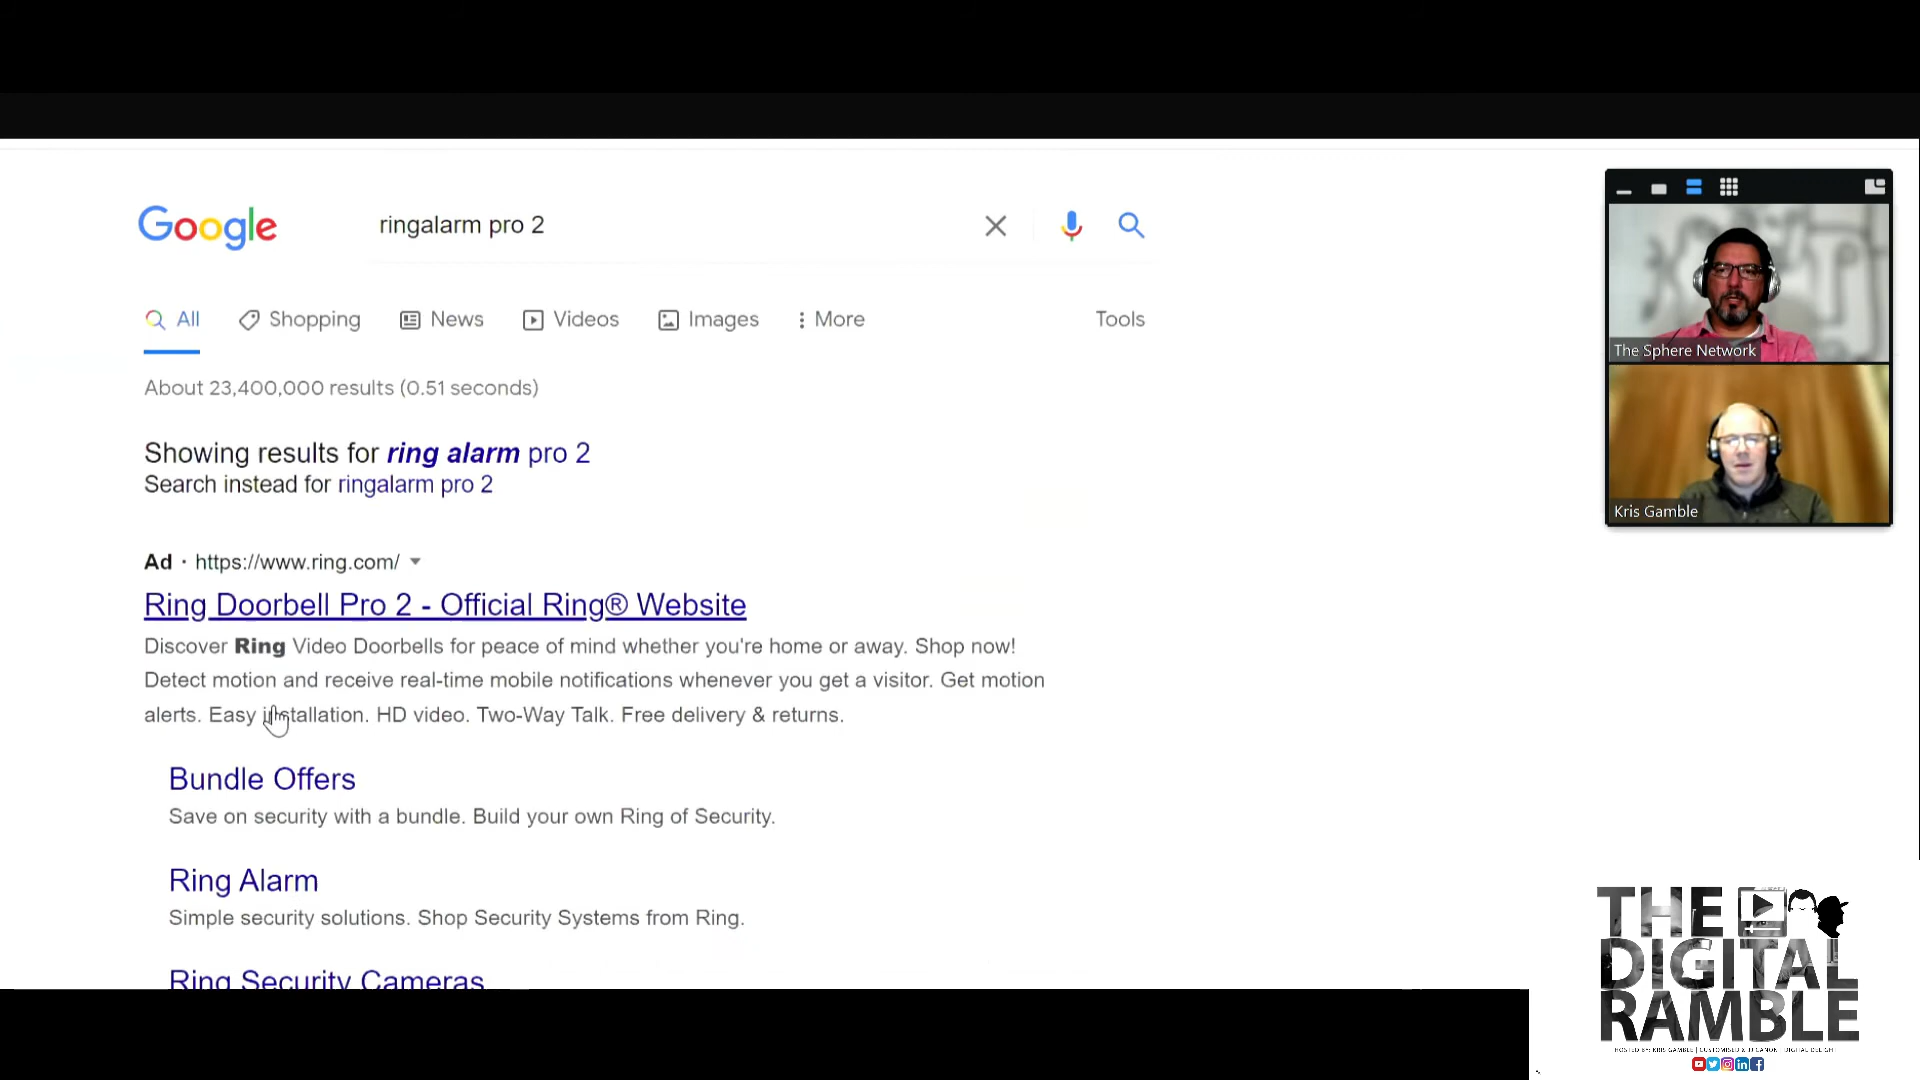 Google
ringalarm pro 2
All
Shopping
News
Videos
Images
More
Tools
About 23,400,000 results (0.51 seconds)
Showing results for ring alarm pro 2
Search instead for ringalarm pro 2
Ad · https://www.ring.com/
Ring Doorbell Pro 2 - Official Ring® Website
Discover Ring Video Doorbells for peace of mind whether you're home or away. Shop now!
Detect motion and receive real-time mobile notifications whenever you get a visitor. Get motion
alerts. Easy installation. HD video. Two-Way Talk. Free delivery & returns.
Bundle Offers
Save on security with a bundle. Build your own Ring of Security.
Ring Alarm
Simple security solutions. Shop Security Systems from Ring.
Ring Security Cameras
The Sphere Network
Kris Gamble
THE
DIGITAL
RAMBLE
HOSTED BY: KRIS GAMBLE | CUSTOMISED &